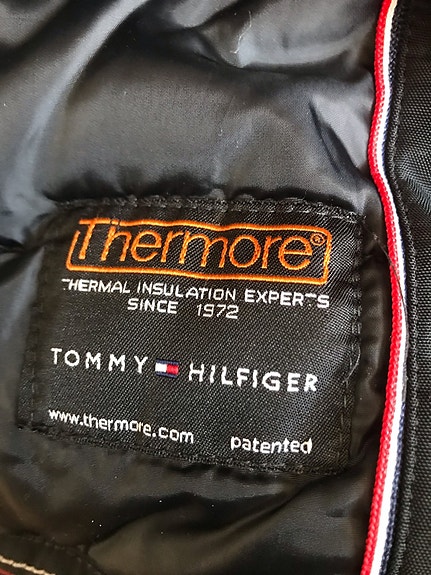 Thermore®
THERMAL INSULATION EXPERTS
SINCE 1972
TOMMY HILFIGER
www.thermore.com patented